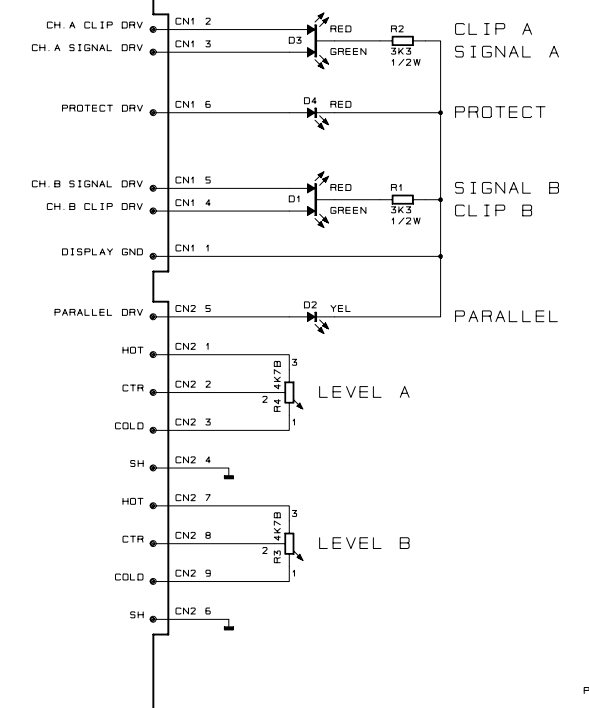 CH.A CLIP DRV CN1 2 RED R2 CLIP A
CH.A SIGNAL DRV CN1 3 D3 GREEN 3K3 SIGNAL A
1/2W
D4
PROTECT DRV CN1 6 RED PROTECT
CH.B SIGNAL DRV CN1 5 RED R1 SIGNAL B
CH.B CLIP DRV CN1 4 D1 GREEN 3K3 CLIP B
1/2W
DISPLAY GND CN1 1
D2
PARALLEL DRV CN2 5 YEL PARALLEL
HOT CN2 1
3
CTR CN2 2 2 R4 4K7B LEVEL A
COLD CN2 3 1
SH CN2 4
HOT CN2 7
3
CTR CN2 8 2 R3 4K7B LEVEL B
COLD CN2 9 1
SH CN2 6
P